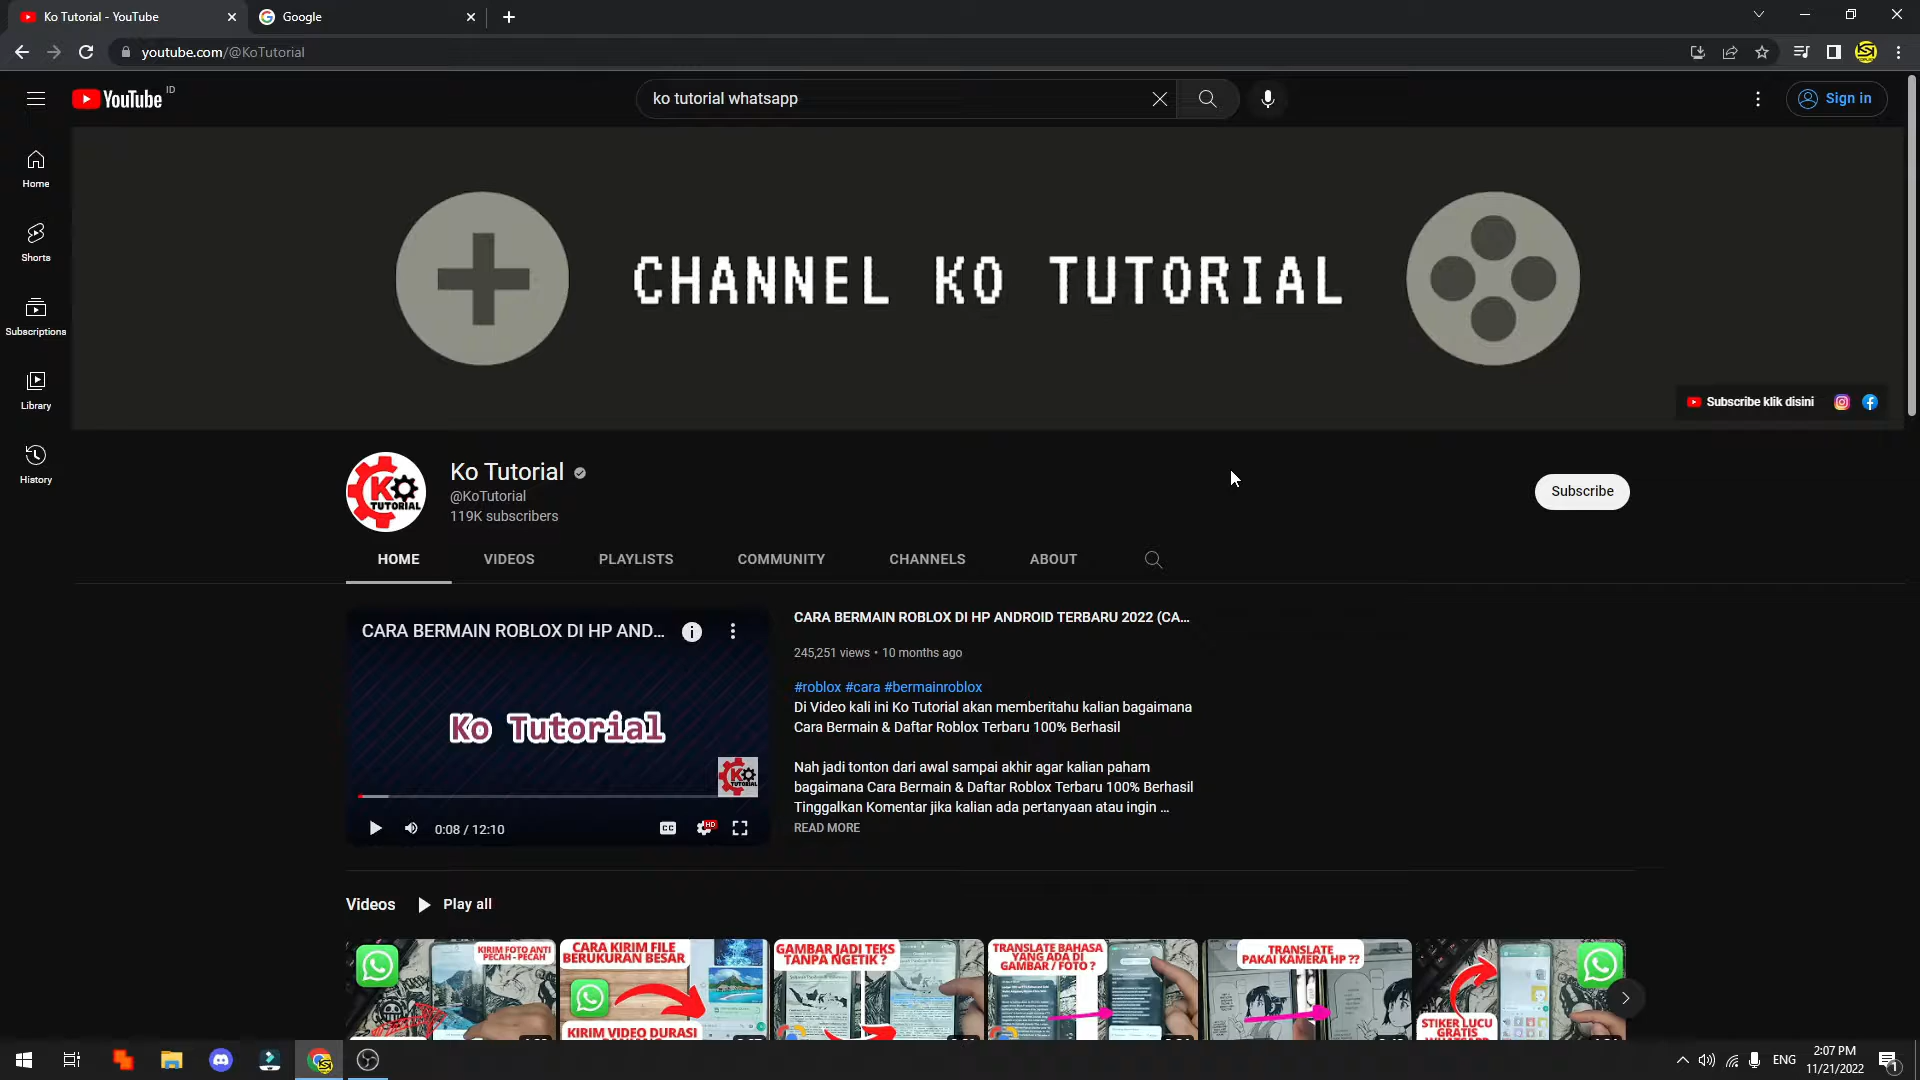 Ko Tutorial - YouTube
Google
youtube.com/@KoTutorial
YouTube ID
ko tutorial whatsapp
Sign in
Home
Shorts
Subscriptions
Library
History
CHANNEL KO TUTORIAL
Subscribe klik disini
KO TUTORIAL
Ko Tutorial
@KoTutorial
119K subscribers
Subscribe
HOME
VIDEOS
PLAYLISTS
COMMUNITY
CHANNELS
ABOUT
CARA BERMAIN ROBLOX DI HP AND...
Ko Tutorial
KO TUTORIAL
0:08 / 12:10
CC
HD
CARA BERMAIN ROBLOX DI HP ANDROID TERBARU 2022 (CA...
245,251 views • 10 months ago
#roblox #cara #bermainroblox
Di Video kali ini Ko Tutorial akan memberitahu kalian bagaimana
Cara Bermain & Daftar Roblox Terbaru 100% Berhasil
Nah jadi tonton dari awal sampai akhir agar kalian paham
bagaimana Cara Bermain & Daftar Roblox Terbaru 100% Berhasil
Tinggalkan Komentar jika kalian ada pertanyaan atau ingin ...
READ MORE
Videos
Play all
KIRIM FOTO ANTI
PECAH - PECAH
CARA KIRIM FILE
BERUKURAN BESAR
KIRIM VIDEO DURASI
GAMBAR JADI TEKS
TANPA NGETIK ?
TRANSLATE BAHASA
YANG ADA DI
GAMBAR / FOTO ?
TRANSLATE
PAKAI KAMERA HP ??
STIKER LUCU
GRATIS
ENG
2:07 PM
11/21/2022
1